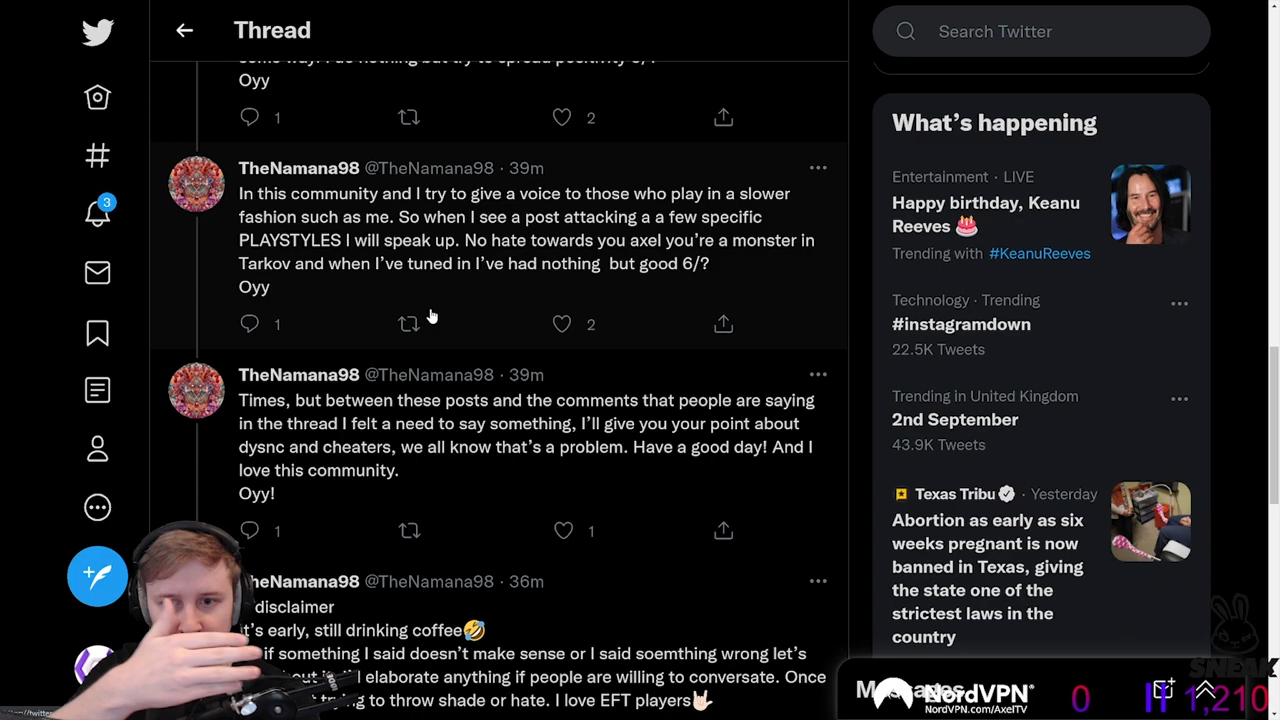 Thread
Search Twitter
Oyy
1
2
TheNamana98 @TheNamana98 · 39m
In this community and I try to give a voice to those who play in a slower
fashion such as me. So when I see a post attacking a a few specific
PLAYSTYLES I will speak up. No hate towards you axel you're a monster in
Tarkov and when I've tuned in I've had nothing but good 6/?
Oyy
1
2
TheNamana98 @TheNamana98 · 39m
Times, but between these posts and the comments that people are saying
in the thread I felt a need to say something, I'll give you your point about
dysnc and cheaters, we all know that's a problem. Have a good day! And I
love this community.
Oyy!
1
1
heNamana98 @TheNamana98 · 36m
disclaimer
t's early, still drinking coffee🤣
if something I said doesn't make sense or I said soemthing wrong let's
I elaborate anything if people are willing to conversate. Once
trying to throw shade or hate. I love EFT players🤘🏻
3
What's happening
Entertainment · LIVE
Happy birthday, Keanu
Reeves 🎂
Trending with #KeanuReeves
Technology · Trending
#instagramdown
22.5K Tweets
Trending in United Kingdom
2nd September
43.9K Tweets
Texas Tribu · Yesterday
Abortion as early as six
weeks pregnant is now
banned in Texas, giving
the state one of the
strictest laws in the
country
SNEAK
NordVPN®
NordVPN.com/AxelTV
0
1,210